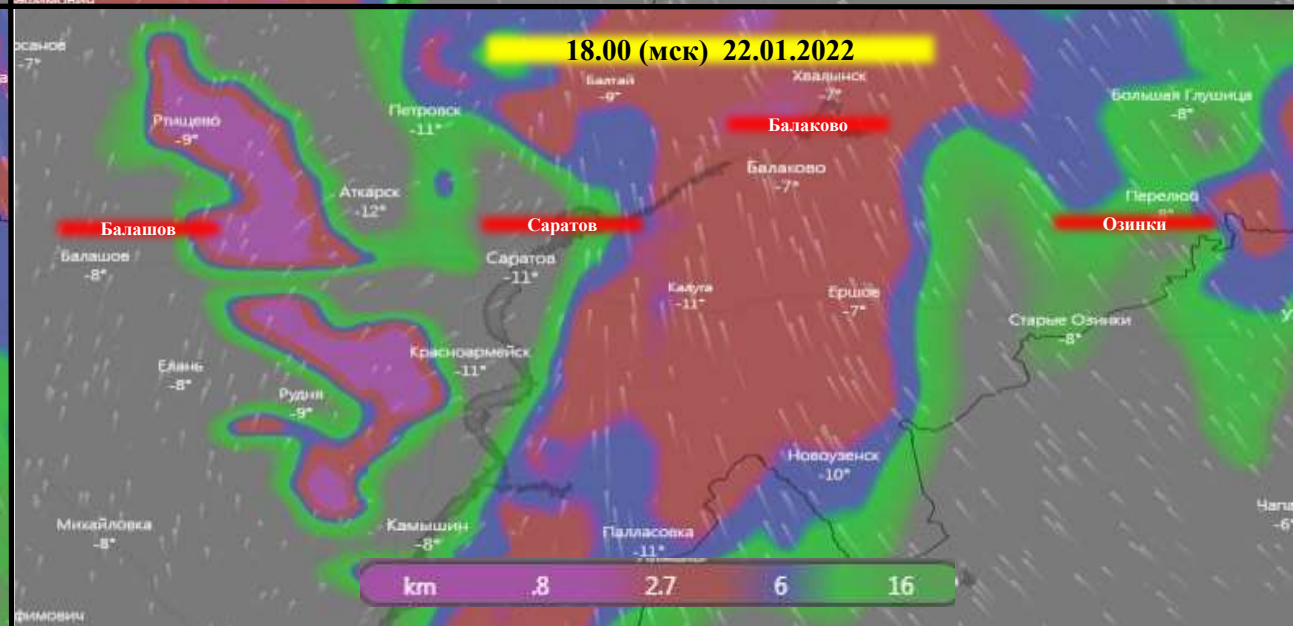 18.00 (мск) 22.01.2022
-7°
Балтай
-9°
Хвалынск
-7°
Большая Глушица
-8°
Петровск
-11°
Ртищево
-9°
Балаково
Балаково
-7°
Аткарск
-12°
Перелюб
Балашов
Саратов
Озинки
Балашов
-8°
Саратов
-11°
Калуга
-11°
Ершов
-7°
Старые Озинки
-8°
Красноармейск
-11°
Елань
-8°
Рудня
-9°
Новоузенск
-10°
Михайловка
-8°
Камышин
-8°
Палласовка
-11°
Чапа
-6°
km .8 2.7 6 16
фимович